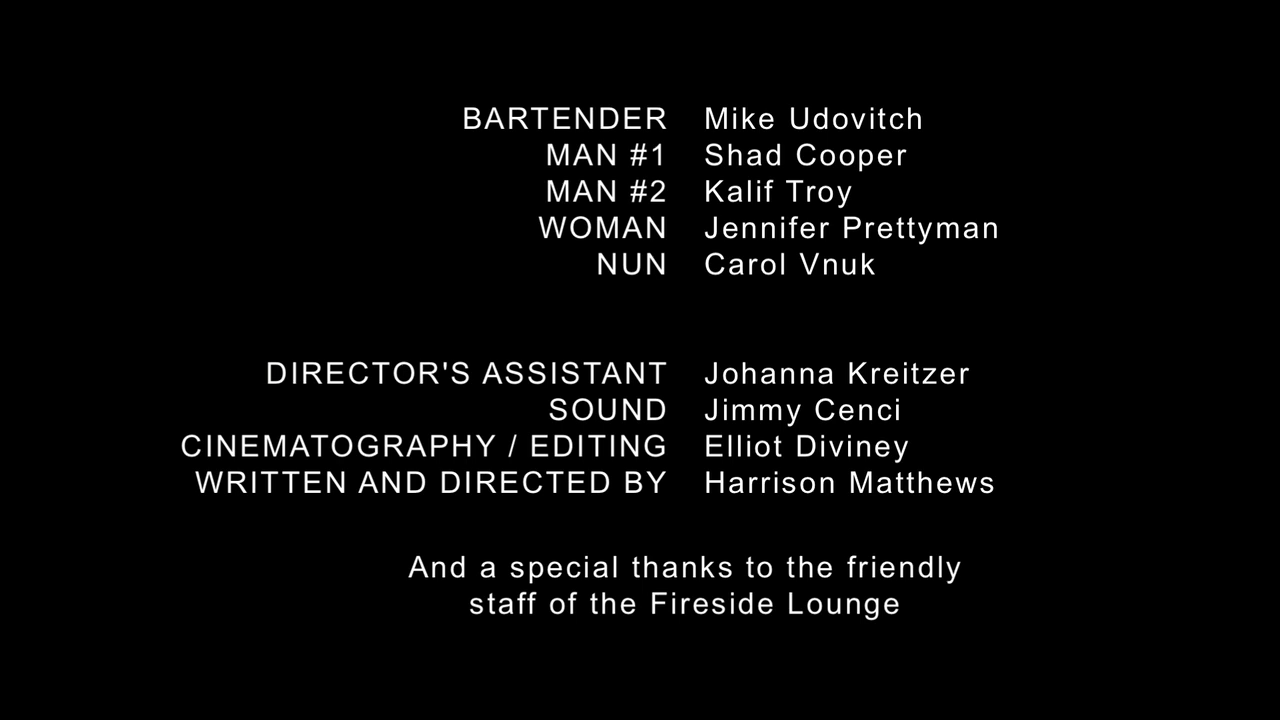 BARTENDER Mike Udovitch
MAN #1 Shad Cooper
MAN #2 Kalif Troy
WOMAN Jennifer Prettyman
NUN Carol Vnuk
DIRECTOR'S ASSISTANT Johanna Kreitzer
SOUND Jimmy Cenci
CINEMATOGRAPHY / EDITING Elliot Diviney
WRITTEN AND DIRECTED BY Harrison Matthews
And a special thanks to the friendly
staff of the Fireside Lounge